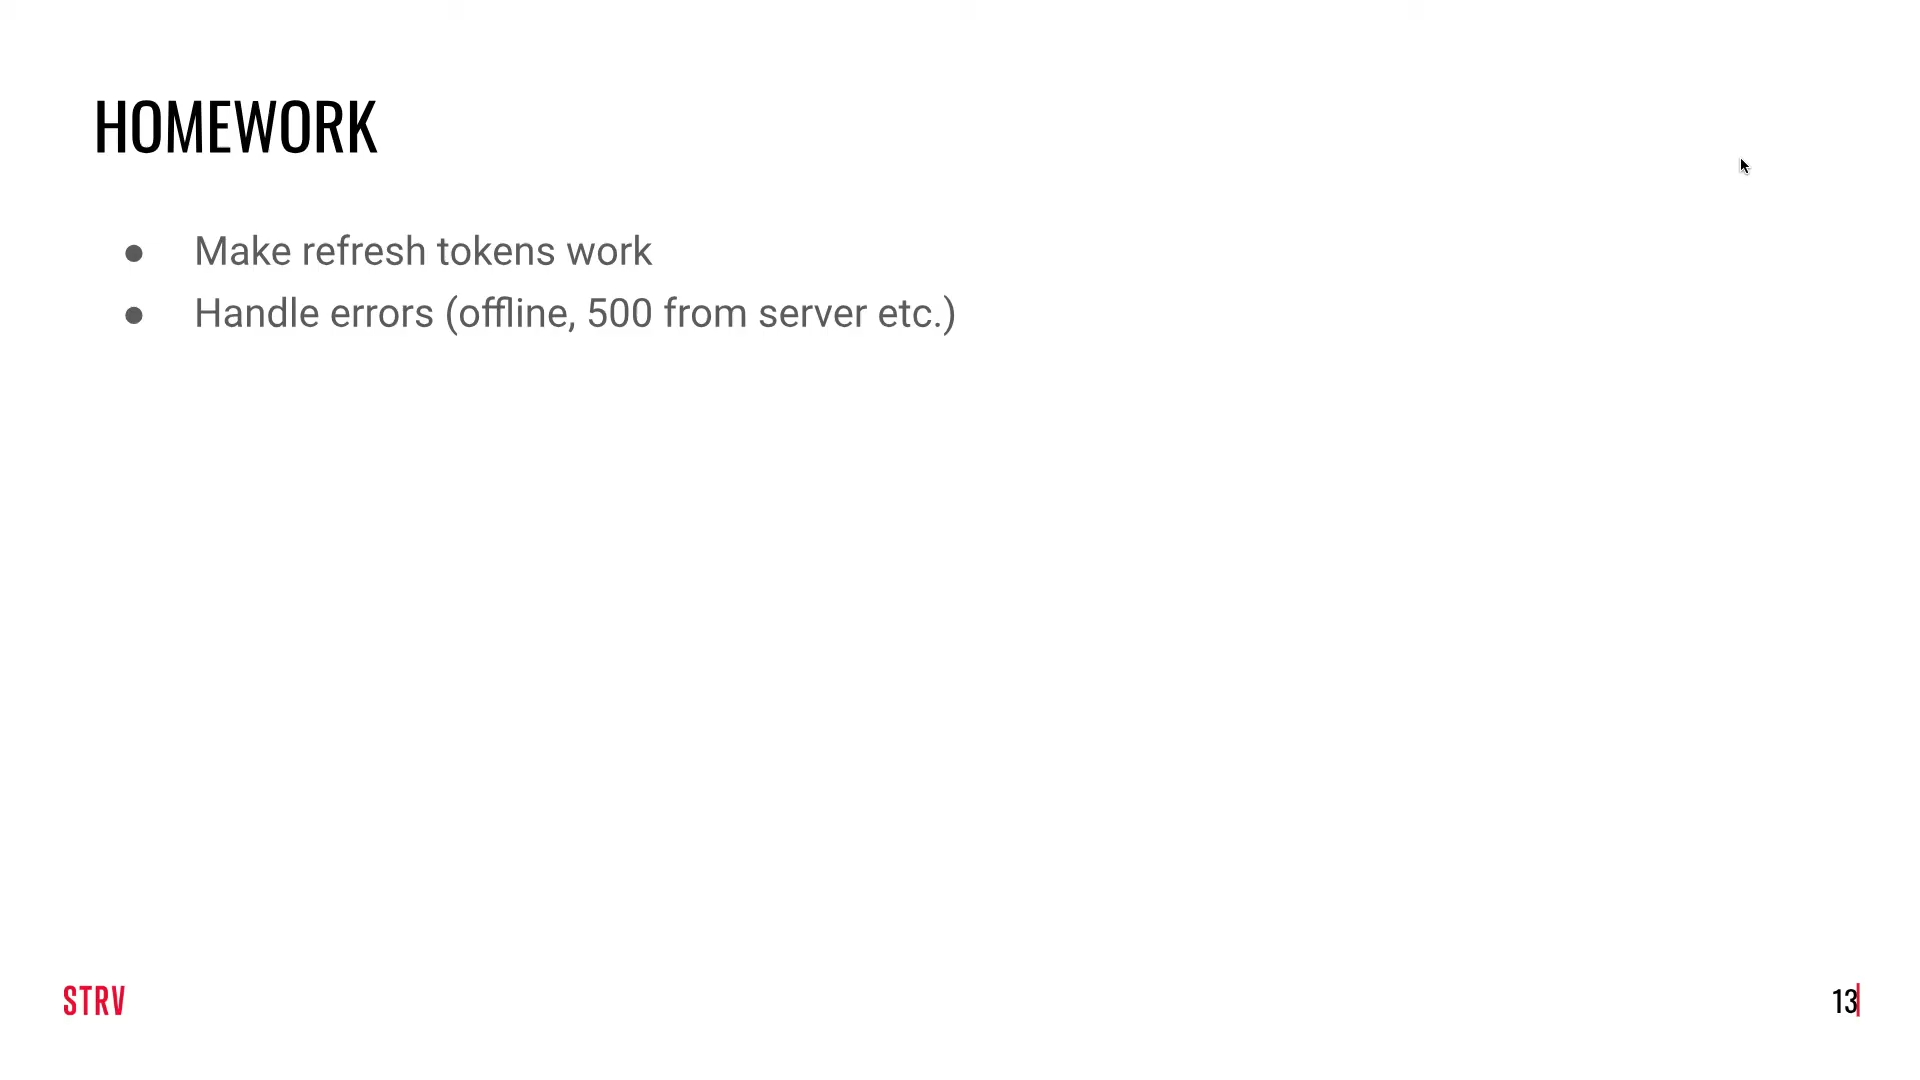 HOMEWORK
● Make refresh tokens work
● Handle errors (offline, 500 from server etc.)
STRV
13